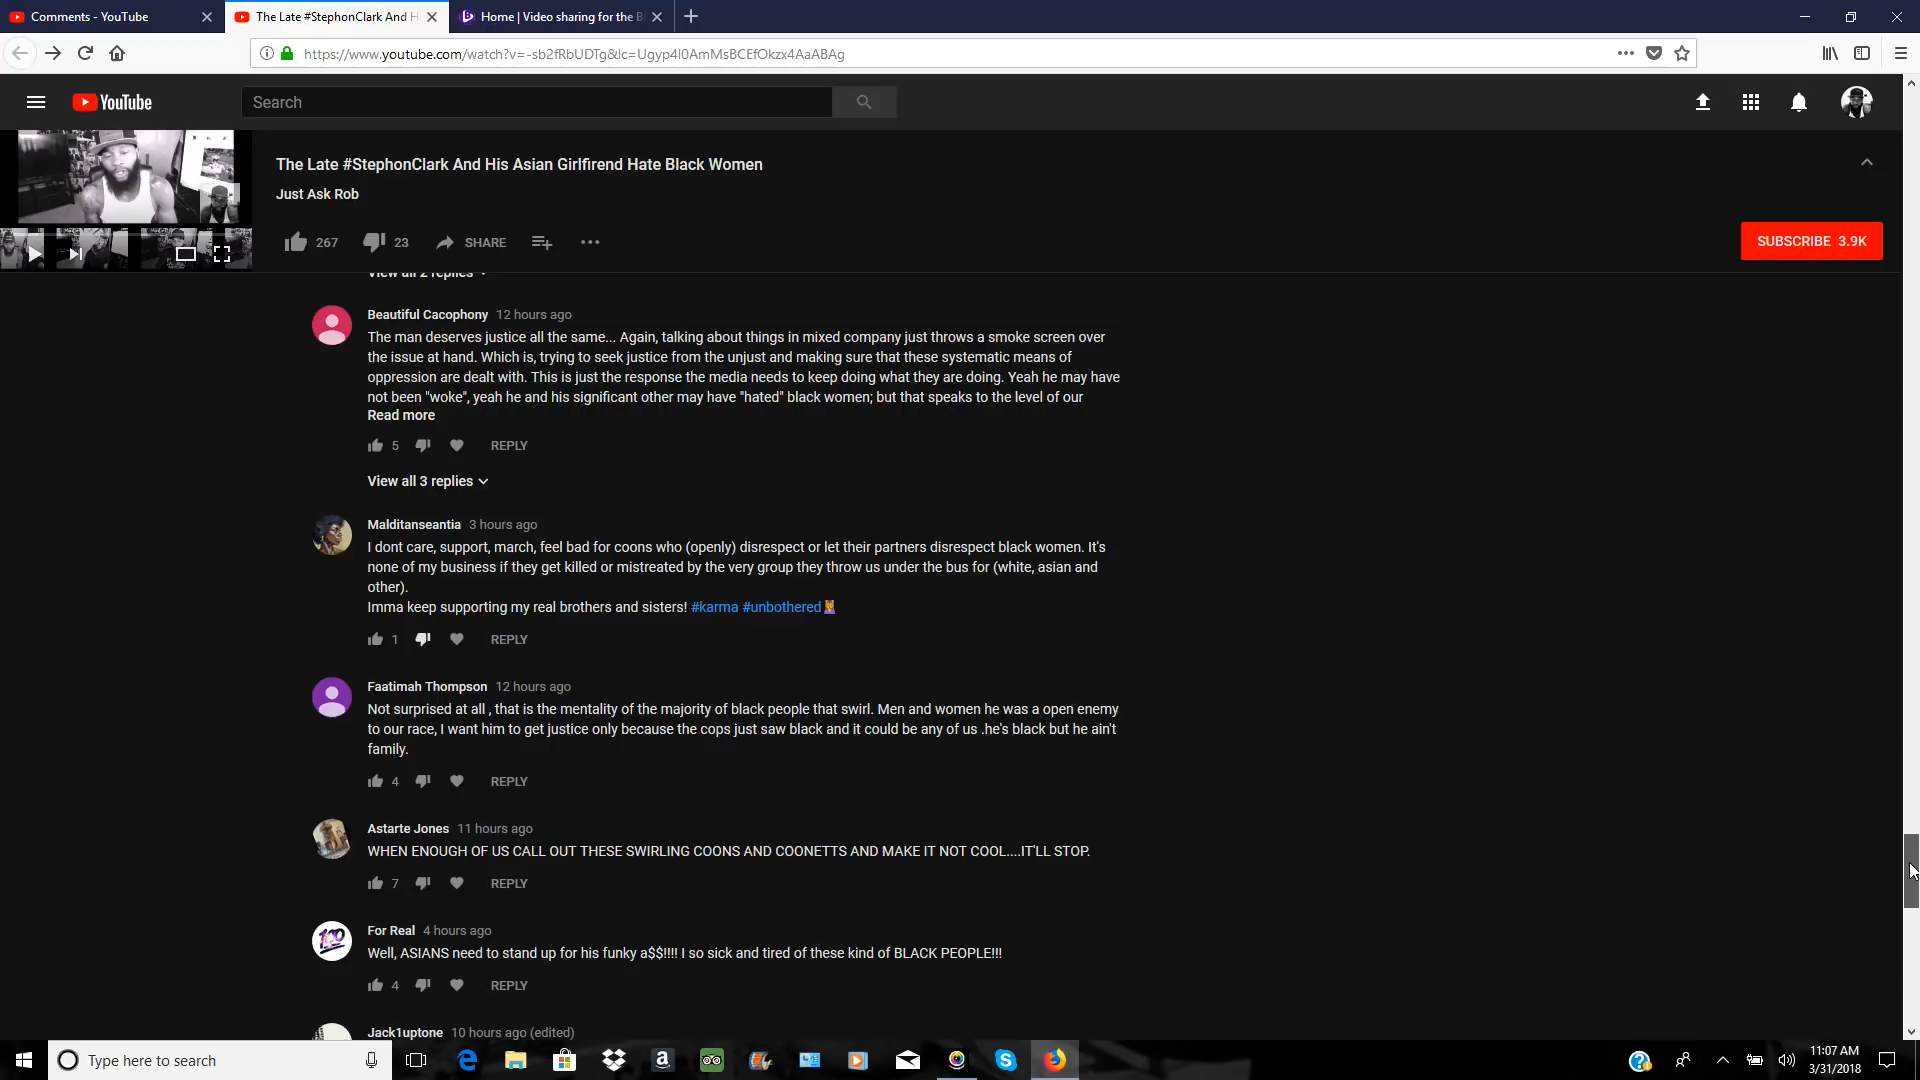 Comments - YouTube
The Late #StephonClark And H
Home | Video sharing for the B
https://www.youtube.com/watch?v=-sb2fRbUDTg&lc=Ugyp4l0AmMsBCEfOkzx4AaABAg
YouTube
Search
The Late #StephonClark And His Asian Girlfirend Hate Black Women
Just Ask Rob
267
23
SHARE
SUBSCRIBE 3.9K
View all 2 replies
Beautiful Cacophony 12 hours ago
The man deserves justice all the same... Again, talking about things in mixed company just throws a smoke screen over
the issue at hand. Which is, trying to seek justice from the unjust and making sure that these systematic means of
oppression are dealt with. This is just the response the media needs to keep doing what they are doing. Yeah he may have
not been "woke", yeah he and his significant other may have "hated" black women; but that speaks to the level of our
Read more
5 REPLY
View all 3 replies
Malditanseantia 3 hours ago
I dont care, support, march, feel bad for coons who (openly) disrespect or let their partners disrespect black women. It's
none of my business if they get killed or mistreated by the very group they throw us under the bus for (white, asian and
other).
Imma keep supporting my real brothers and sisters! #karma #unbothered
1 REPLY
Faatimah Thompson 12 hours ago
Not surprised at all , that is the mentality of the majority of black people that swirl. Men and women he was a open enemy
to our race, I want him to get justice only because the cops just saw black and it could be any of us .he's black but he ain't
family.
4 REPLY
Astarte Jones 11 hours ago
WHEN ENOUGH OF US CALL OUT THESE SWIRLING COONS AND COONETTS AND MAKE IT NOT COOL....IT'LL STOP.
7 REPLY
100
For Real 4 hours ago
Well, ASIANS need to stand up for his funky a$$!!!! I so sick and tired of these kind of BLACK PEOPLE!!!
4 REPLY
Jack1uptone 10 hours ago (edited)
Type here to search
11:07 AM
3/31/2018